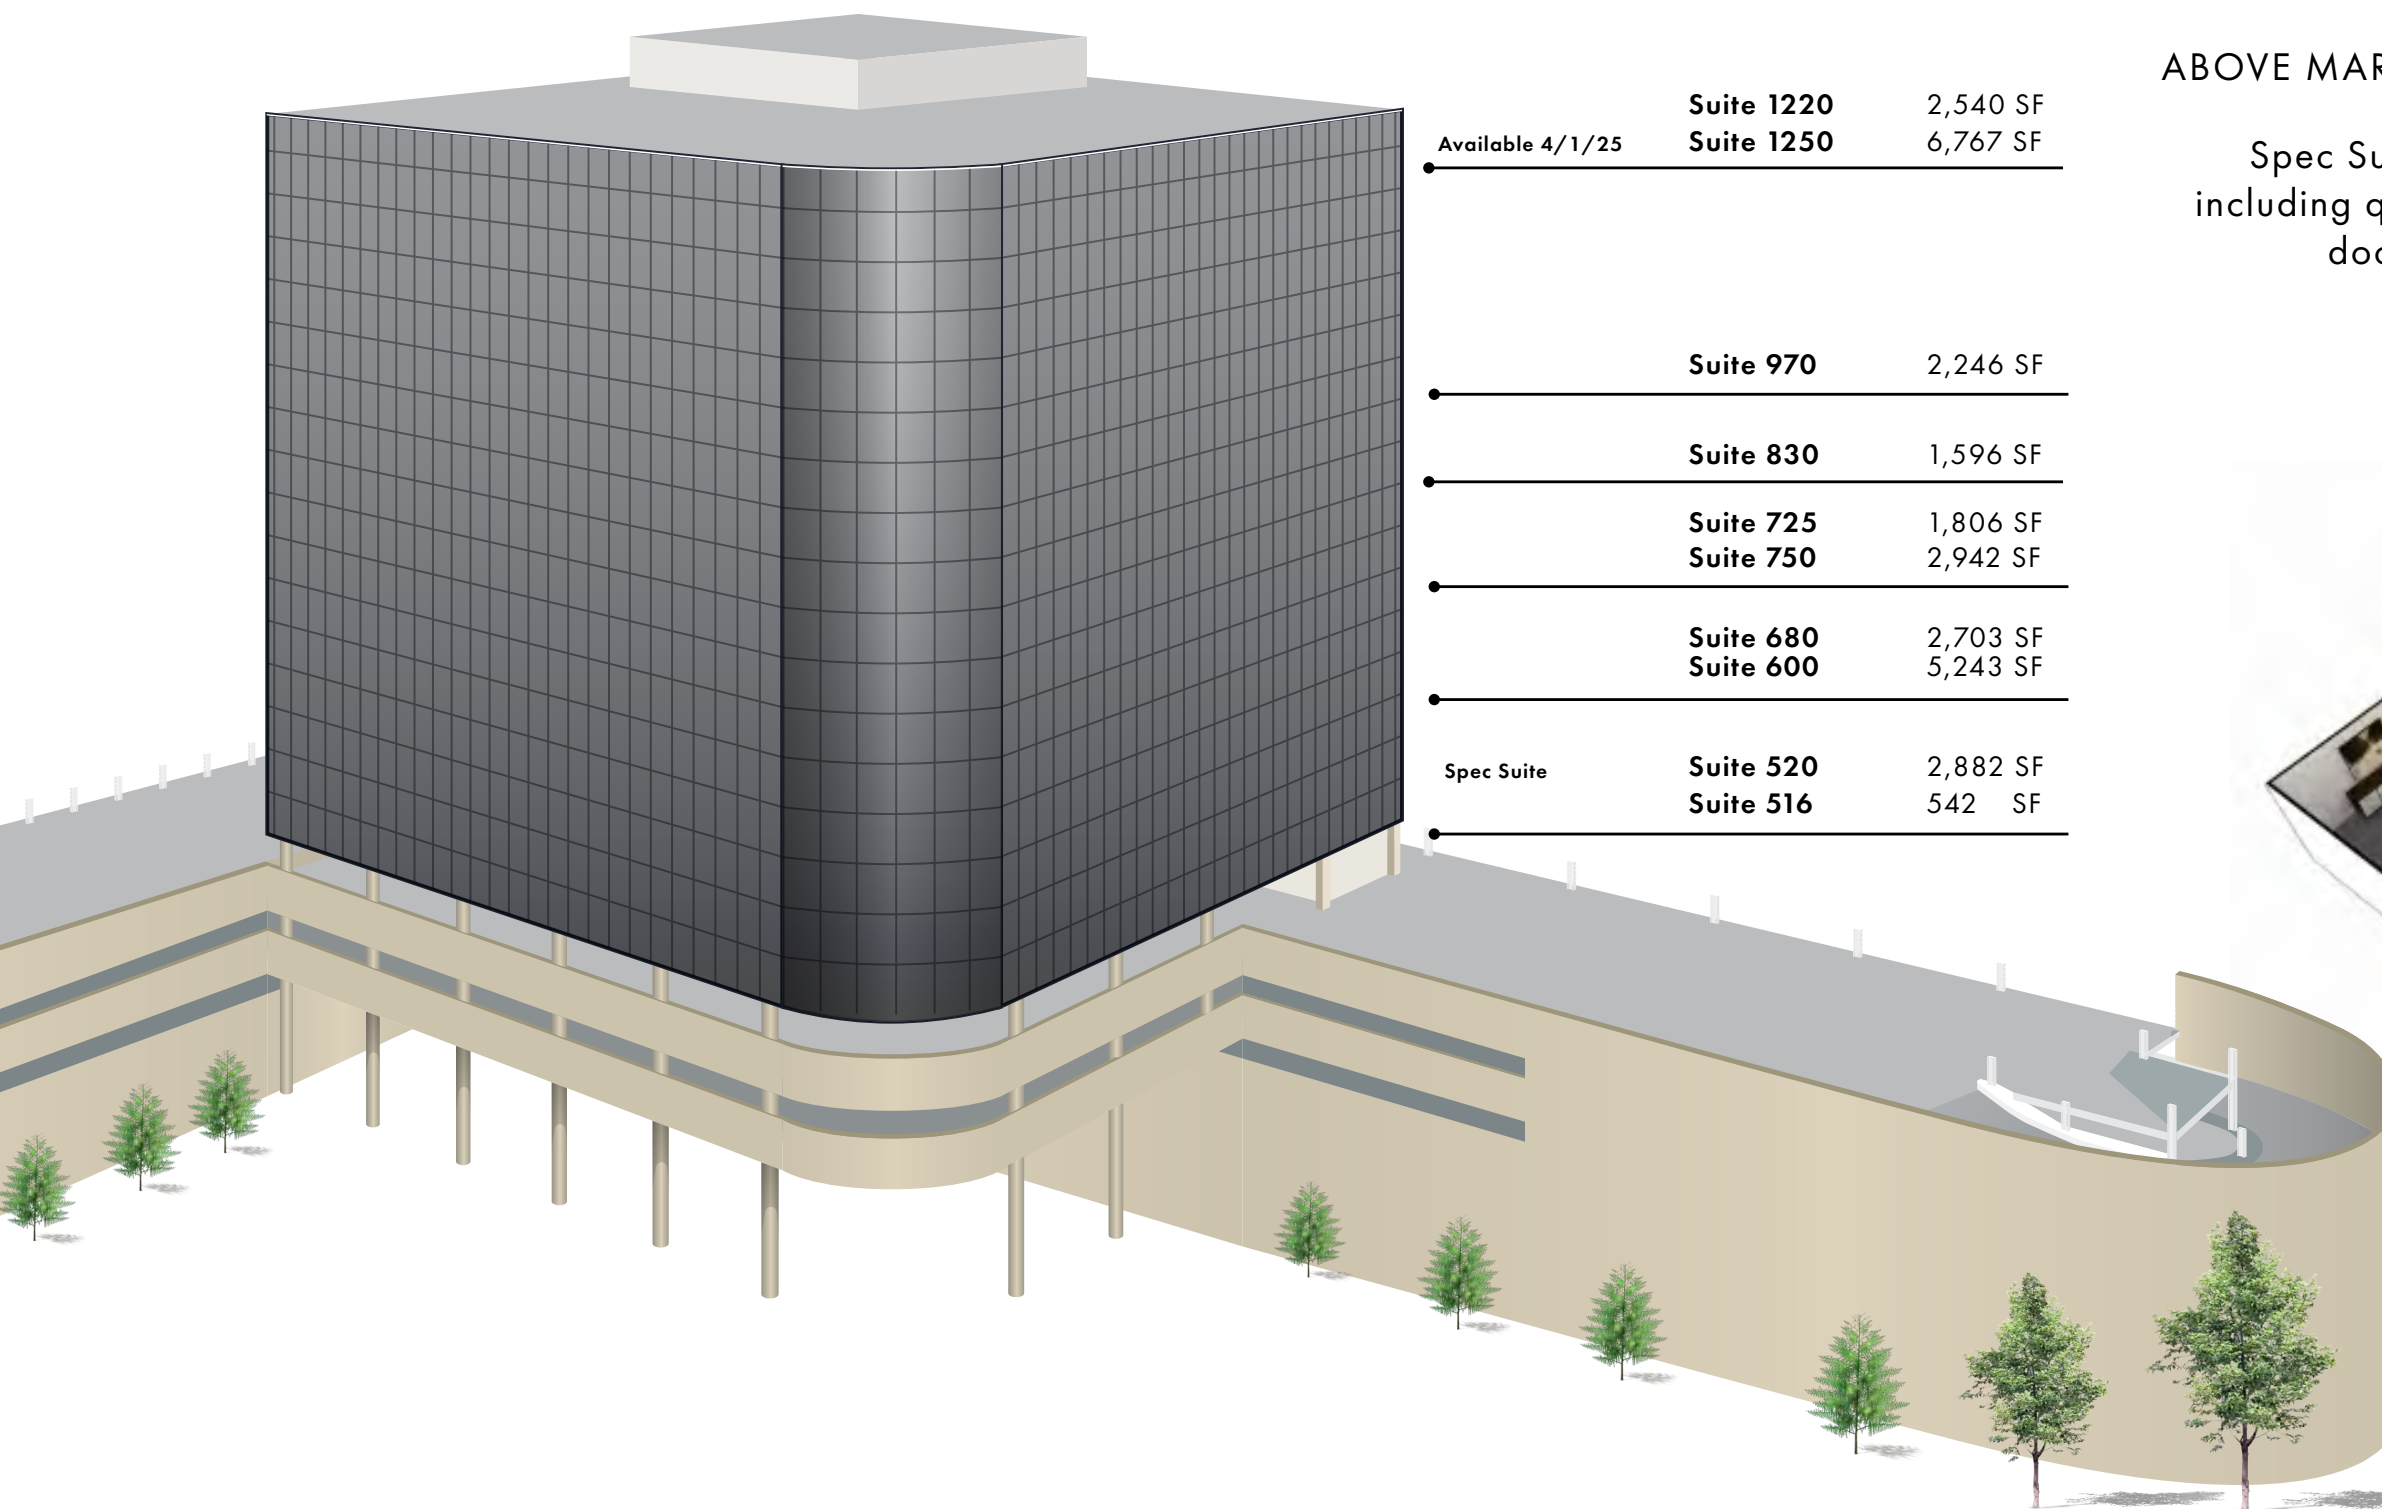 Suite 1220 2,540 SF
Available 4/1/25 Suite 1250 6,767 SF
Suite 970 2,246 SF
Suite 830 1,596 SF
Suite 725 1,806 SF
Suite 750 2,942 SF
Suite 680 2,703 SF
Suite 600 5,243 SF
Spec Suite Suite 520 2,882 SF
Suite 516 542 SF
ABOVE
Spec
including